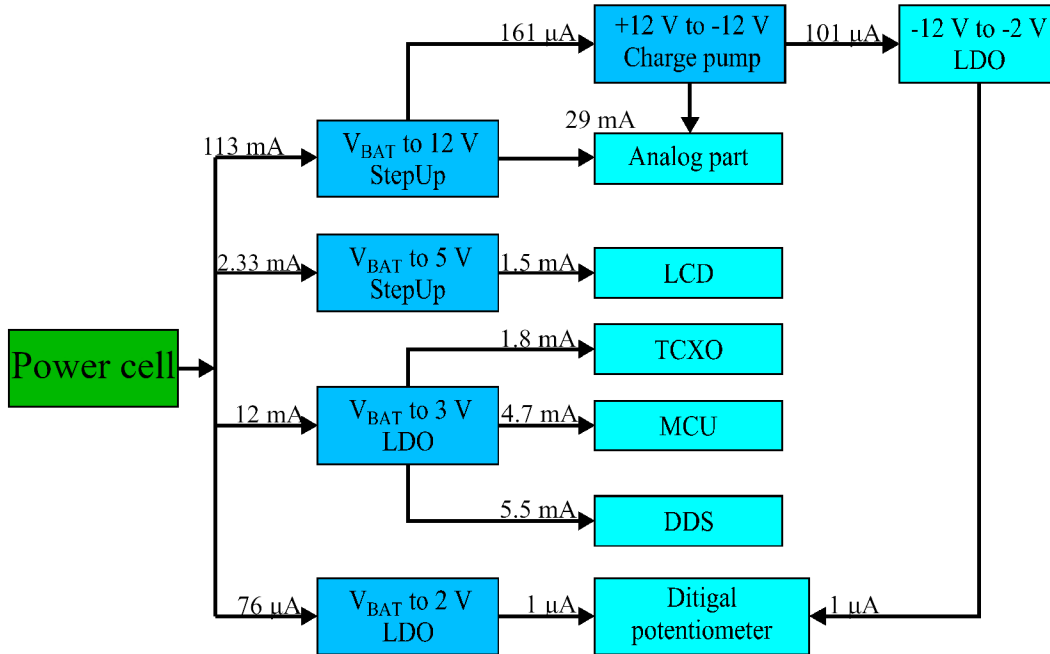 161 μA
+12 V to -12 V
Charge pump
101 μA
-12 V to -2 V
LDO
113 mA
VBAT to 12 V
StepUp
29 mA
Analog part
2.33 mA
VBAT to 5 V
StepUp
1.5 mA
LCD
Power cell
1.8 mA
TCXO
12 mA
VBAT to 3 V
LDO
4.7 mA
MCU
5.5 mA
DDS
76 μA
VBAT to 2 V
LDO
1 μA
Ditigal
potentiometer
1 μA